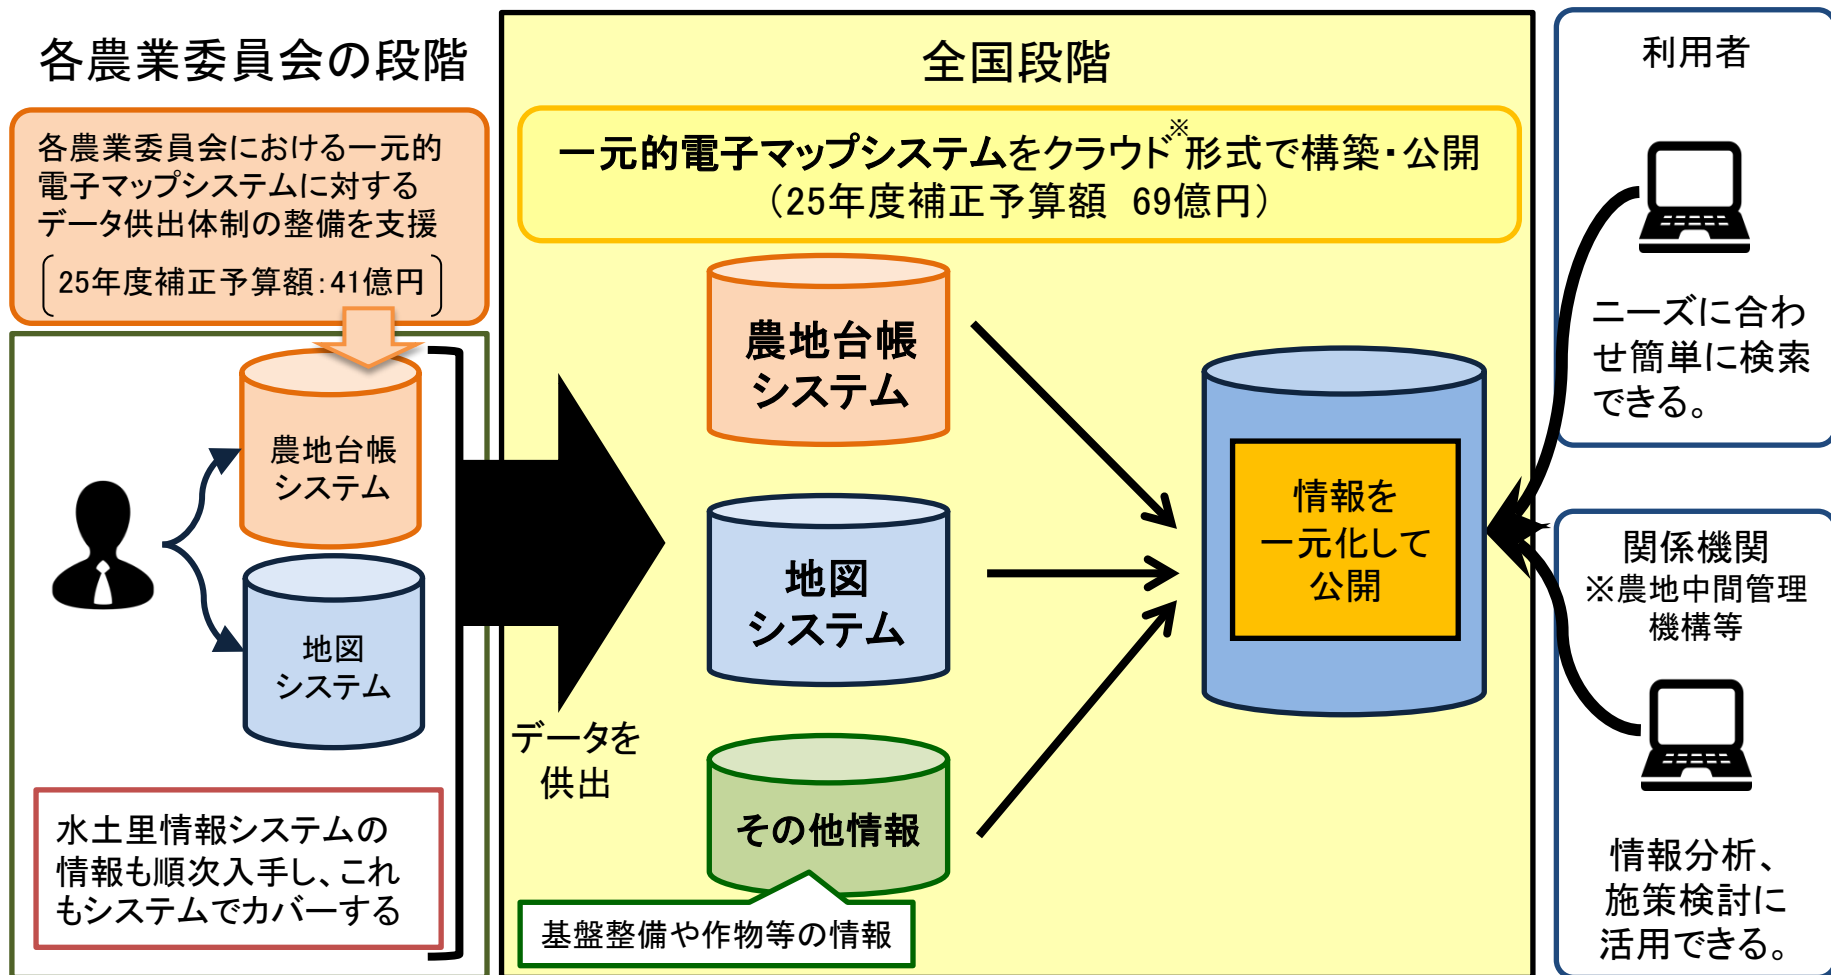 各農業委員会の段階
各農業委員会における一元的
電子マップシステムに対する
データ供出体制の整備を支援
25年度補正予算額:41億円
農地台帳
システム
地図
システム
水土里情報システムの
情報も順次入手し、これ
もシステムでカバーする
データを
供出
全国段階
一元的電子マップシステムをクラウド※形式で構築・公開
（25年度補正予算額　69億円）
農地台帳
システム
地図
システム
その他情報
基盤整備や作物等の情報
情報を
一元化して
公開
利用者
ニーズに合わ
せ簡単に検索
できる。
関係機関
※農地中間管理
機構等
情報分析、
施策検討に
活用できる。